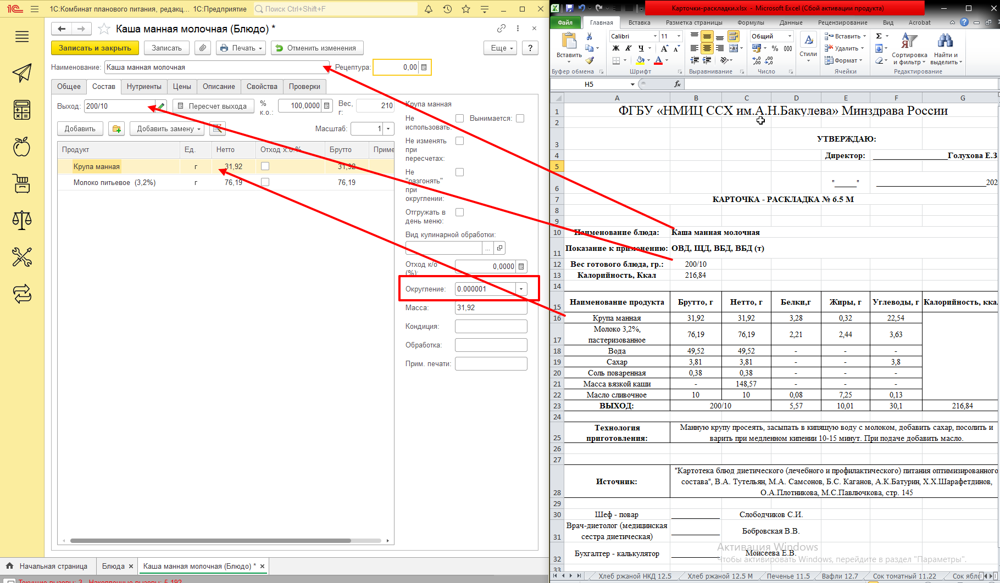 1С:Комбинат планового питания, редакц... 1С:Предприятие
Поиск Ctrl+Shift+F
Каша манная молочная (Блюдо) *
Записать и закрыть
Записать
Печать
Отменить изменения
Еще
?
Наименование: Каша манная молочная
Рецептура: 0,00
Общее
Состав
Нутриенты
Цены
Описание
Свойства
Проверки
Выход: 200/10
Пересчет выхода
% к.о.: 100,0000
Вес, г: 210
Добавить
Добавить замену
Масштаб: 1
Продукт Ед. Нетто Отход х.о.% Брутто Приме
Крупа манная г 31,92 31,92
Молоко питьевое (3,2%) г 76,19 76,19
Крупа манная
Не использовать:
Вынимается:
Не изменять при пересчетах:
Не "разгонять" при округлении:
Отгружать в день меню:
Вид кулинарной обработки:
...
Отход к/о (%): 0,0000
Округление: 0.000001
Масса: 31,92
Кондиция:
Обработка:
Прим. печати:
Начальная страница
Блюда ×
Каша манная молочная (Блюдо) * ×
Текущие вызовы: 3 Накопленные вызовы: 5 192
Карточки-раскладки.xlsx - Microsoft Excel (Сбой активации продукта)
Файл Главная Вставка Разметка страницы Формулы Данные Рецензирование Вид Acrobat
Вставить
Буфер обмена
Calibri 11
Ж К Ч
Шрифт
Выравнивание
Общий
% 000
Число
Стили
Вставить
Удалить
Формат
Ячейки
Σ
Сортировка и фильтр
Найти и выделить
Редактирование
H5
fx
A B C D E F G
1 ФГБУ «НМИЦ ССХ им.А.Н.Бакулева» Минздрава России
2
3 УТВЕРЖДАЮ:
4 Директор: Голухова Е.З
5
6 "______" 202
7 КАРТОЧКА - РАСКЛАДКА № 6.5 М
8
9
10 Наименование блюда: Каша манная молочная
11 Показание к применению: ОВД, ЩД, ВБД, ВБД (т)
12 Вес готового блюда, гр.: 200/10
13 Калорийность, Ккал 216,84
14
15 Наименование продукта Брутто, г Нетто, г Белки,г Жиры, г Углеводы, г Калорийность, ккал
16 Крупа манная 31,92 31,92 3,28 0,32 22,54
17 Молоко 3,2%, пастеризованное 76,19 76,19 2,21 2,44 3,63
18 Вода 49,52 49,52 - - -
19 Сахар 3,81 3,81 - - 3,8
20 Соль поваренная 0,38 0,38 - - -
21 Масса вязкой каши - 148,57 - - -
22 Масло сливочное 10 10 0,08 7,25 0,13
23 ВЫХОД: 200/10 5,57 10,01 30,1 216,84
24
25 Технология приготовления: Манную крупу просеять, засыпать в кипящую воду с молоком, добавить сахар, посолить и
варить при медленном кипении 10-15 минут. При подаче добавить масло.
26
27
28 Источник: "Картотека блюд диетического (лечебного и профилактического) питания оптимизированного
состава", В.А. Тутельян, М.А. Самсонов, Б.С. Каганов, А.К.Батурин, Х.Х.Шарафетдинов,
О.А.Плотникова, М.С.Павлючкова, стр. 145
29
30 Шеф - повар Слободчиков С.И.
31 Врач-диетолог (медицинская сестра диетическая) Бобровская В.В.
32 Бухгалтер - калькулятор Моисеева Е.В.
33
Активация Windows
Чтобы активировать Windows, перейдите в раздел "Параметры".
Хлеб ржаной НКД 12.5 Хлеб ржаной 12.5 М Печенье 11.5 Вафли 12.7 Сок томатный 11.22 Сок ябло